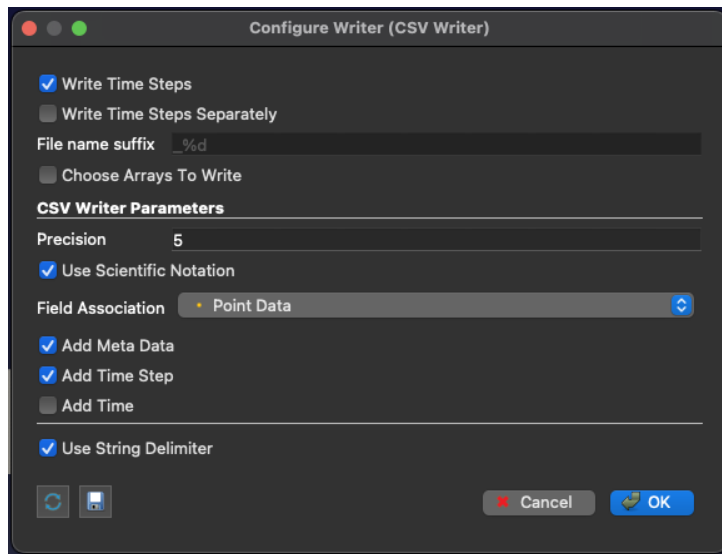 Configure Writer (CSV Writer)
Write Time Steps
Write Time Steps Separately
File name suffix _%d
Choose Arrays To Write
CSV Writer Parameters
Precision 5
Use Scientific Notation
Field Association Point Data
Add Meta Data
Add Time Step
Add Time
Use String Delimiter
Cancel OK